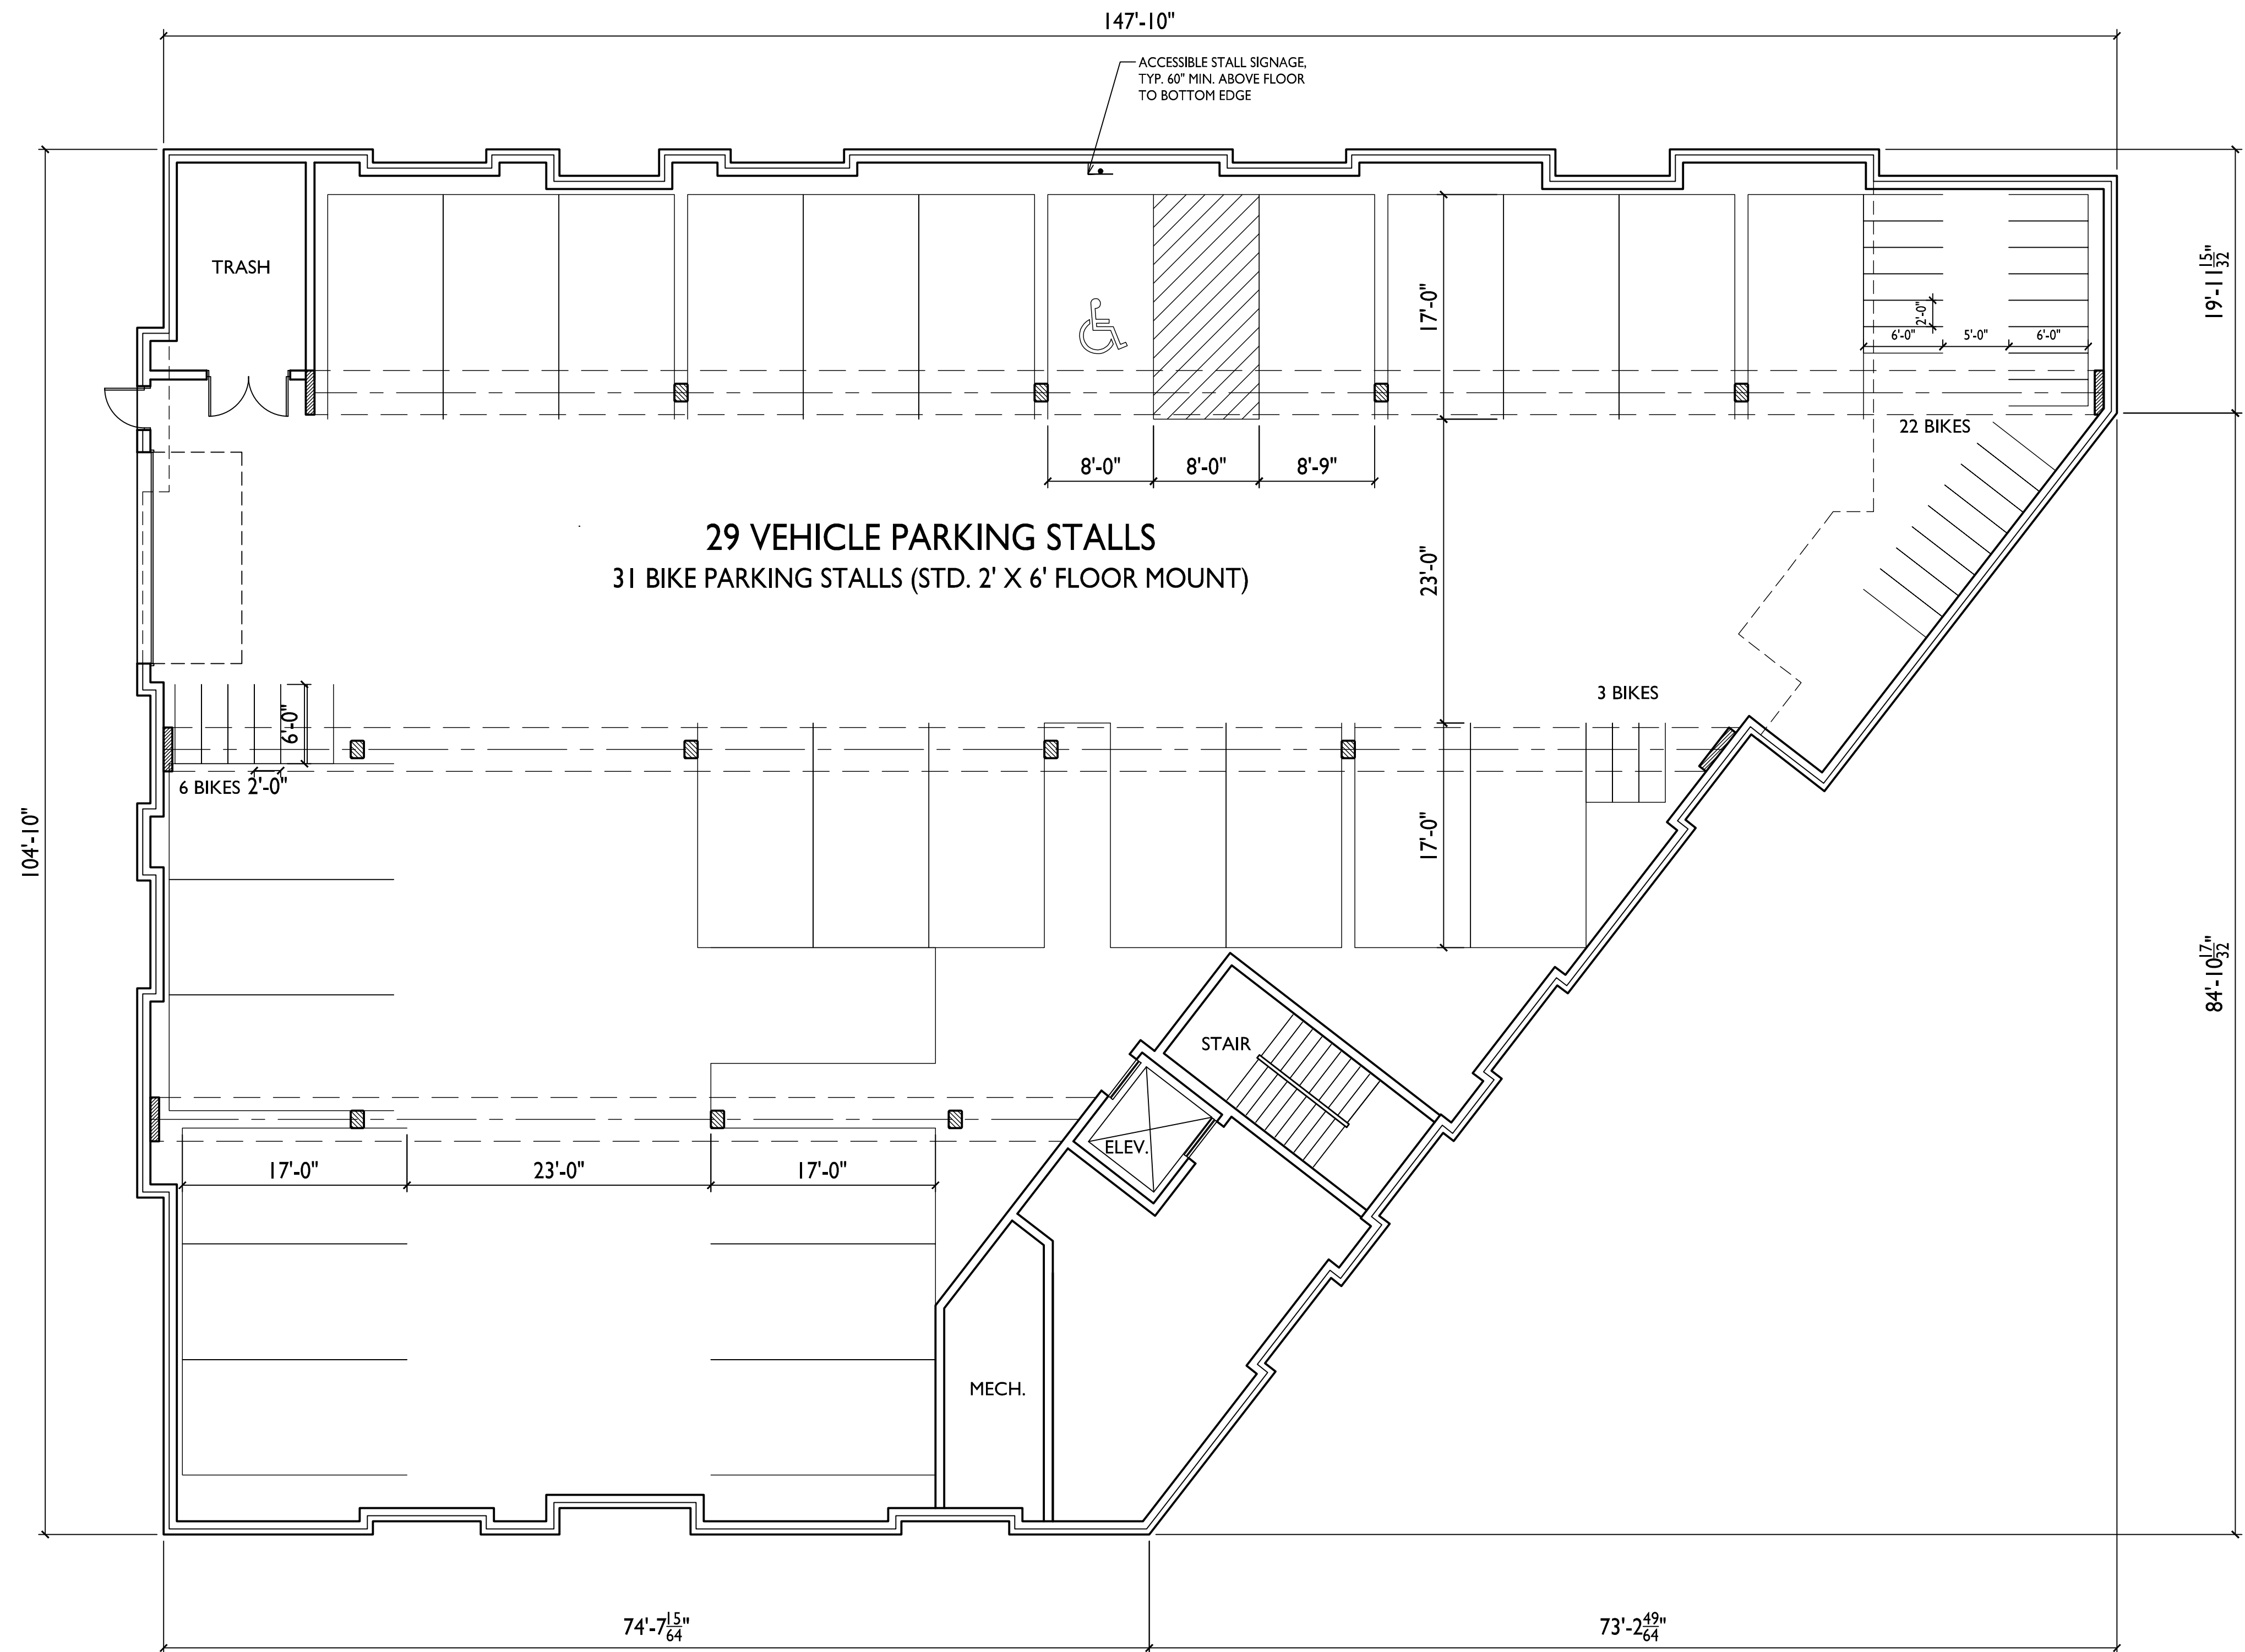 147'-10"
ACCESSIBLE STALL SIGNAGE,
TYP. 60" MIN. ABOVE FLOOR
TO BOTTOM EDGE
TRASH
17'-0"
2'-0"
6'-0"
5'-0"
6'-0"
19'-11 15/32"
22 BIKES
8'-0"
8'-0"
8'-9"
29 VEHICLE PARKING STALLS
31 BIKE PARKING STALLS (STD. 2' X 6' FLOOR MOUNT)
23'-0"
3 BIKES
6'-0"
6 BIKES
2'-0"
104'-10"
17'-0"
84'-10 17/32"
STAIR
ELEV.
17'-0"
23'-0"
17'-0"
MECH.
74'-7 15/64"
73'-2 49/64"